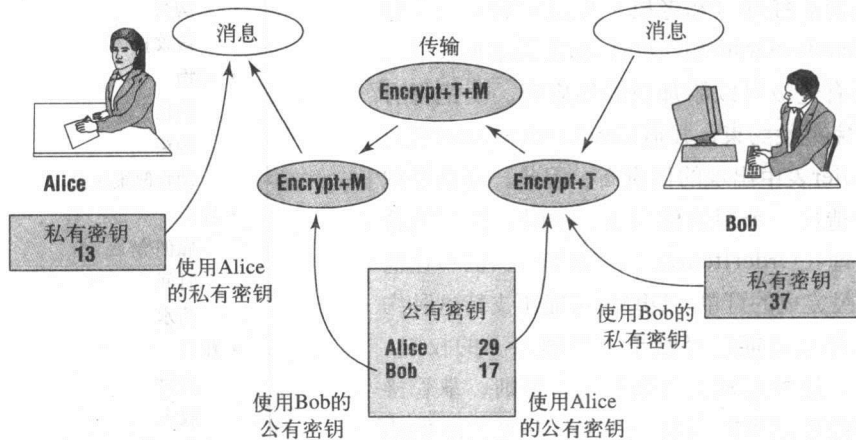 消息
传输
消息
Encrypt+T+M
Encrypt+M
Encrypt+T
Alice
Bob
私有密钥
13
使用Alice
的私有密钥
公有密钥
Alice 29
Bob 17
私有密钥
37
使用Bob的
私有密钥
使用Bob的
公有密钥
使用Alice
的公有密钥